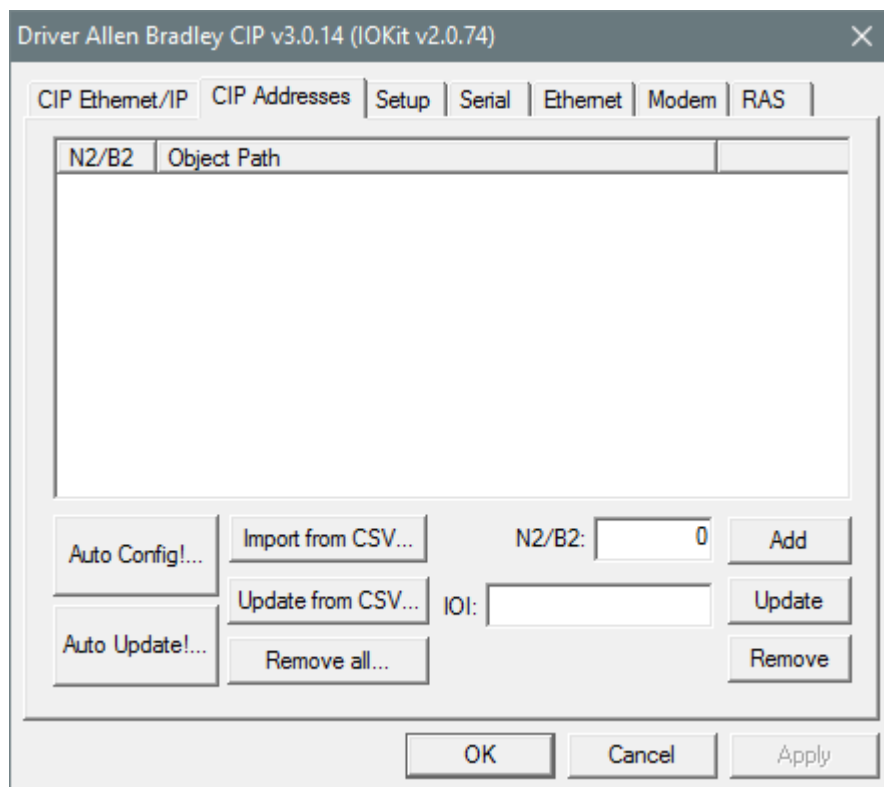 Driver Allen Bradley CIP v3.0.14 (IOKit v2.0.74)
CIP Ethernet/IP CIP Addresses Setup Serial Ethernet Modem RAS
N2/B2 Object Path
Auto Config!... Import from CSV... N2/B2: 0 Add
Update from CSV... IOI: Update
Auto Update!... Remove all... Remove
OK Cancel Apply